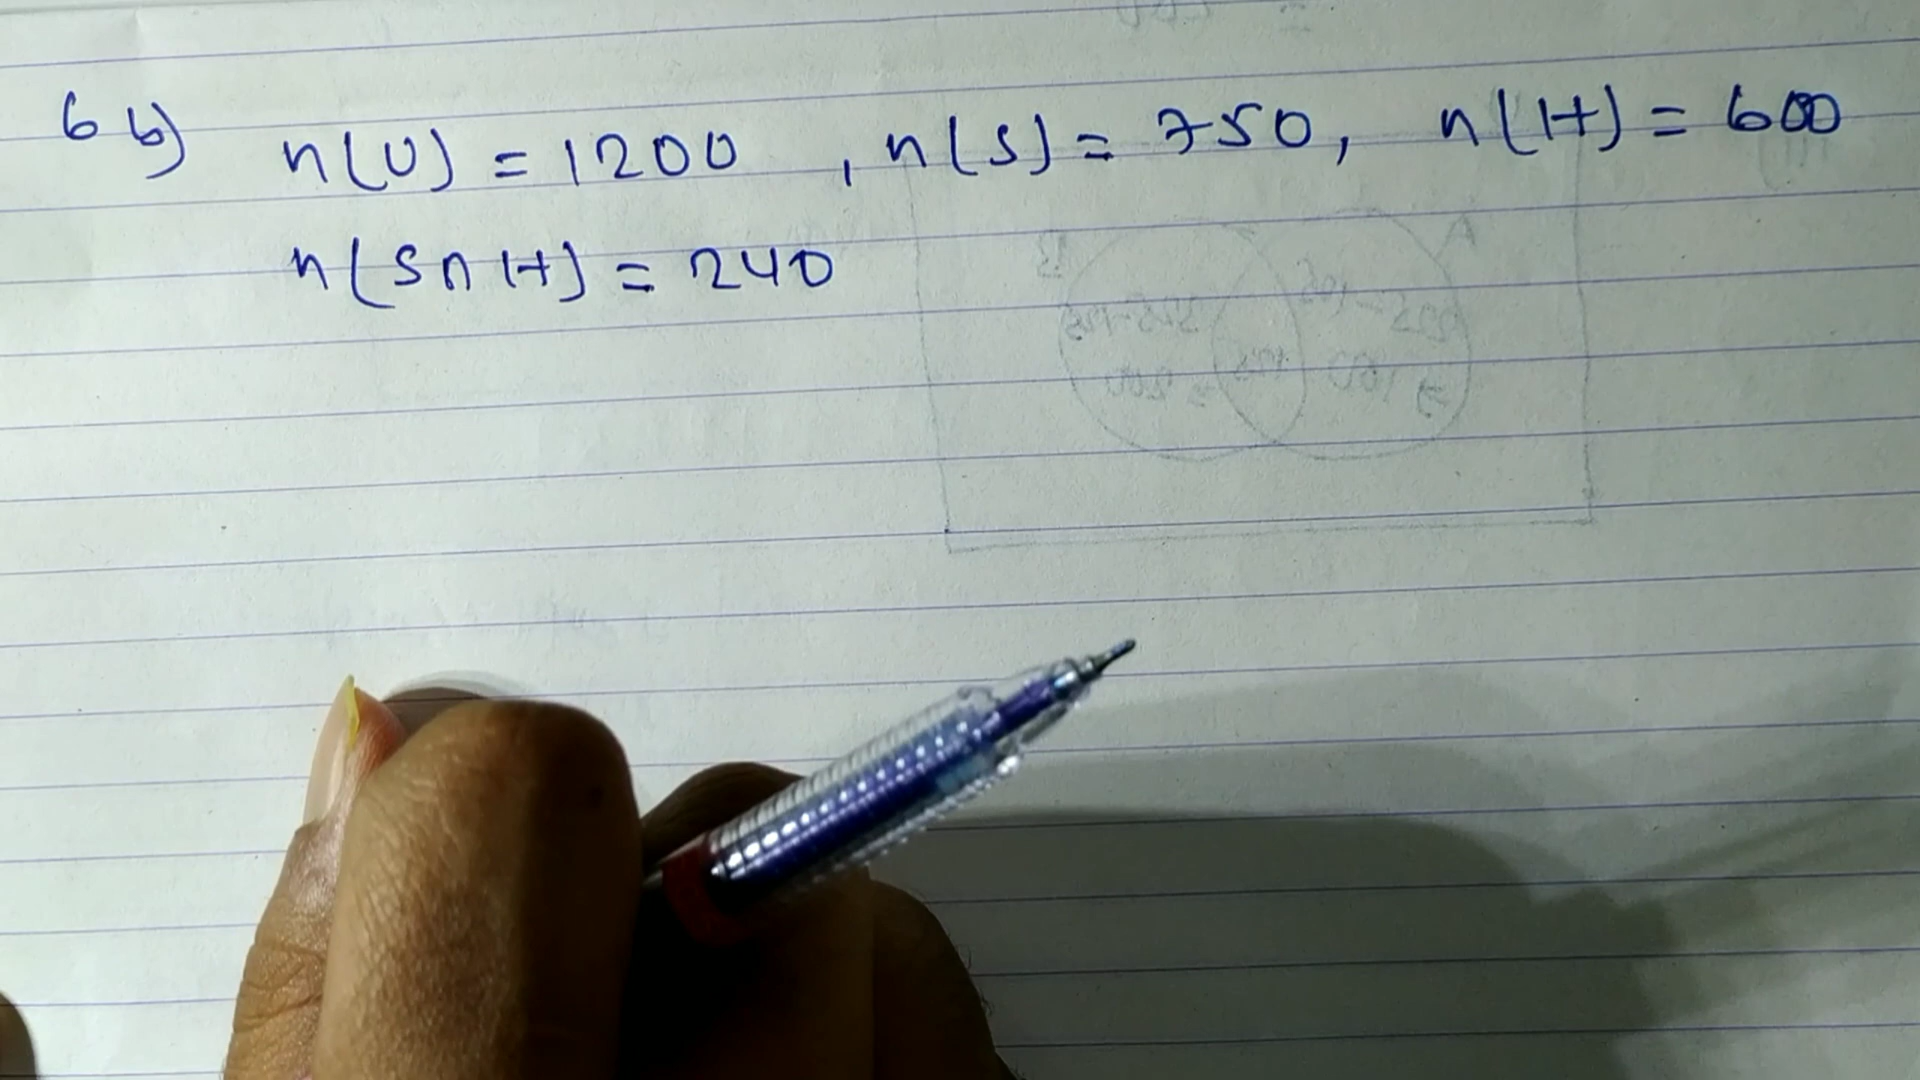 6 b) n(U) = 1200 , n(S) = 750, n(H) = 600
n(S∩H) = 240